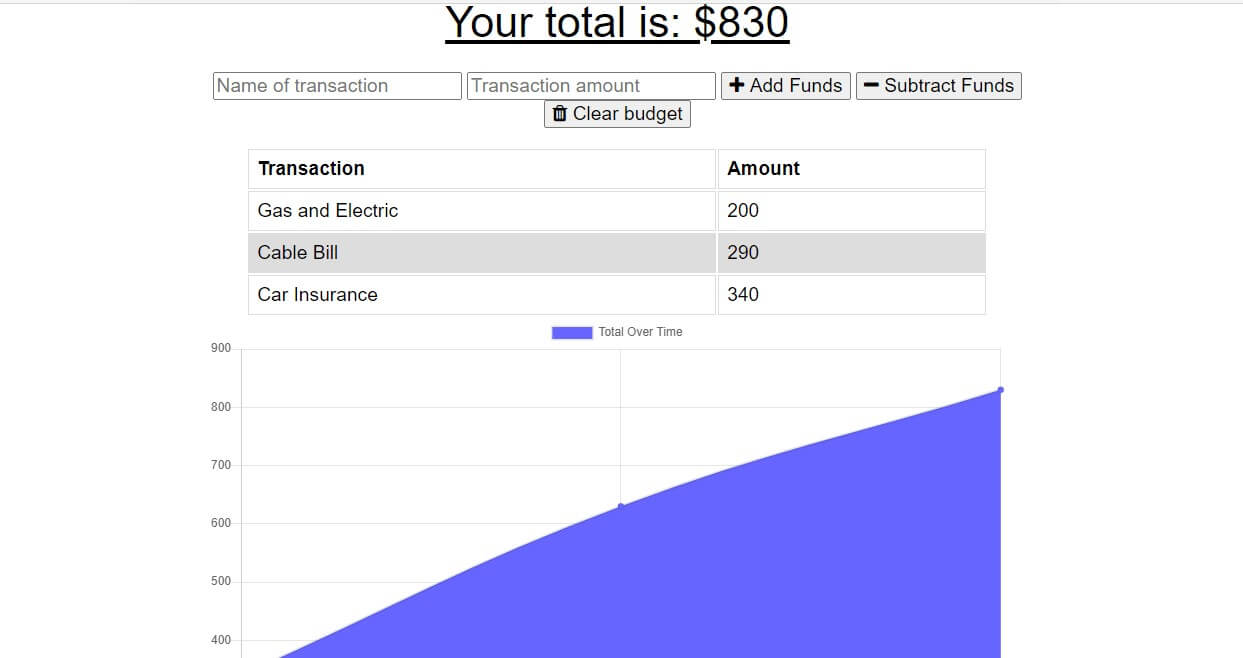 Your total is: $830
Name of transaction Transaction amount Add Funds Subtract Funds
Clear budget
Transaction Amount
Gas and Electric 200
Cable Bill 290
Car Insurance 340
Total Over Time
900
800
700
600
500
400